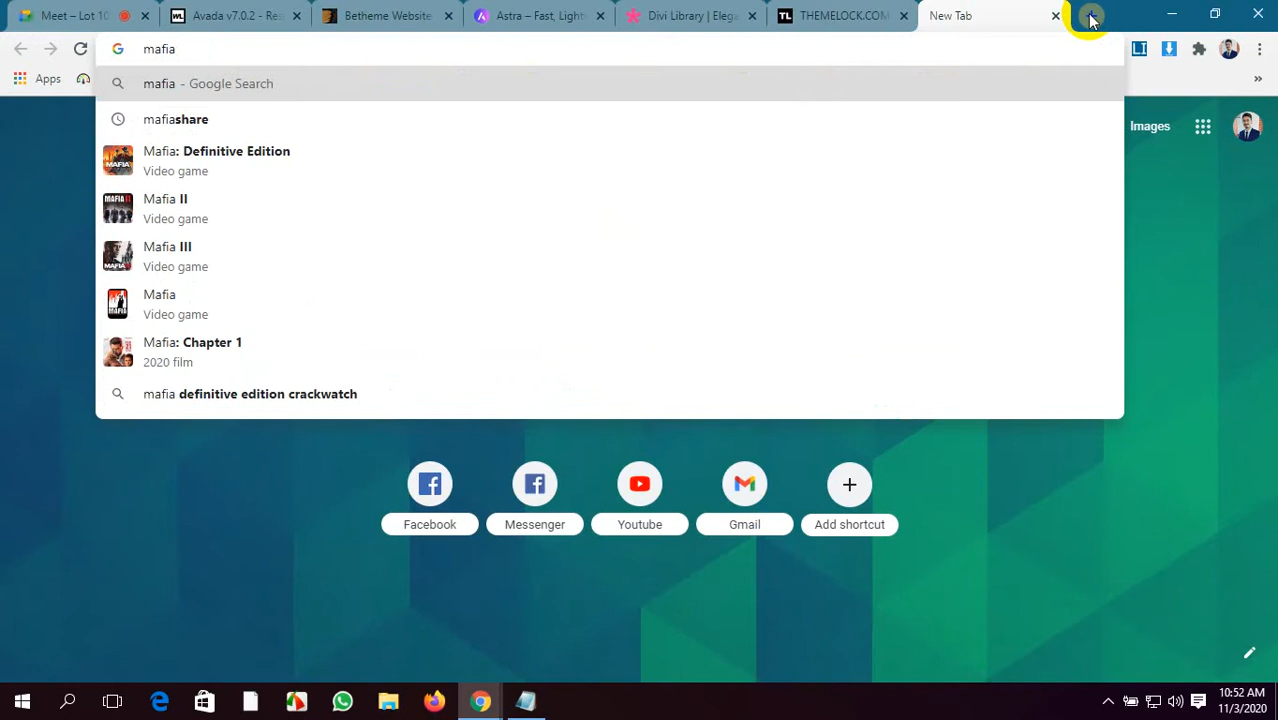 Meet – Lot 10
Avada v7.0.2 - Res
Betheme Website
Astra – Fast, Light
Divi Library | Elega
THEMELOCK.COM
New Tab
mafia
Apps
mafia - Google Search
mafiashare
Mafia: Definitive Edition
Video game
Mafia II
Video game
Mafia III
Video game
Mafia
Video game
Mafia: Chapter 1
2020 film
mafia definitive edition crackwatch
Images
Facebook
Messenger
Youtube
Gmail
Add shortcut
10:52 AM
11/3/2020